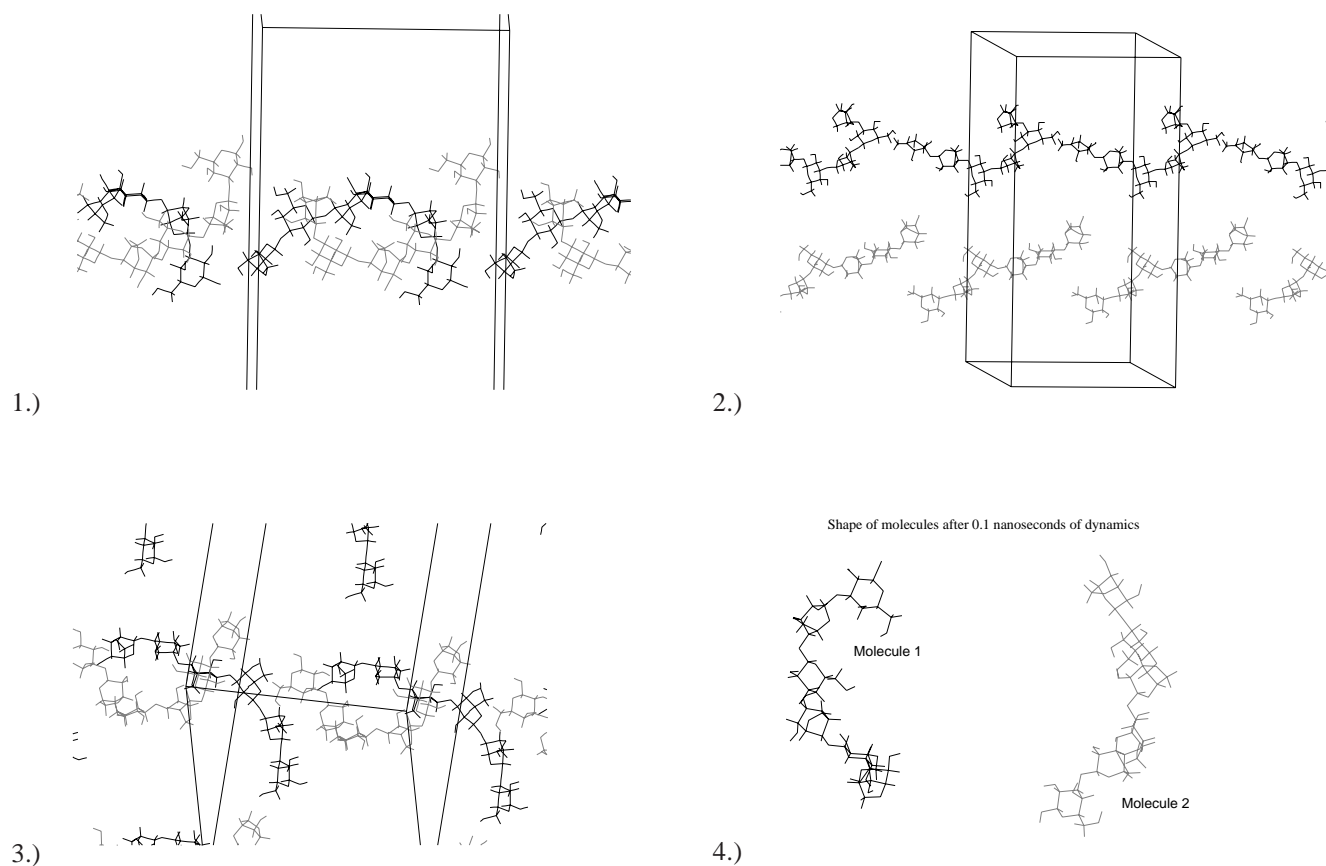 1.)
2.)
Shape of molecules after 0.1 nanoseconds of dynamics
Molecule 1
Molecule 2
3.)
4.)